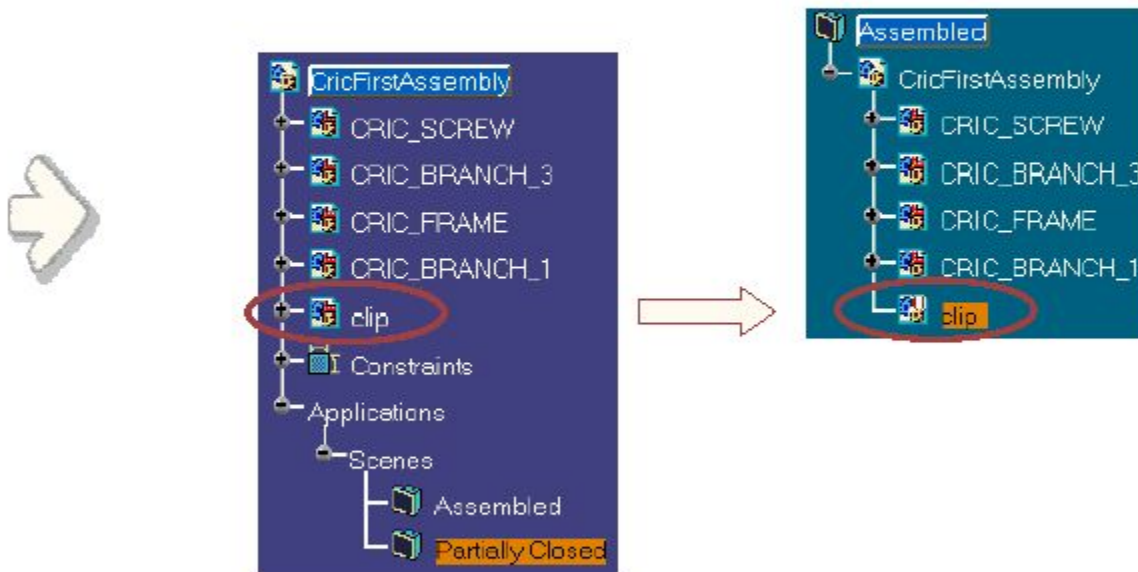 CricFirstAssembly
CRIC_SCREW
CRIC_BRANCH_3
CRIC_FRAME
CRIC_BRANCH_1
clip
Constraints
Applications
Scenes
Assembled
Partially Closed
Assembled
CricFirstAssembly
CRIC_SCREW
CRIC_BRANCH_3
CRIC_FRAME
CRIC_BRANCH_1
clip